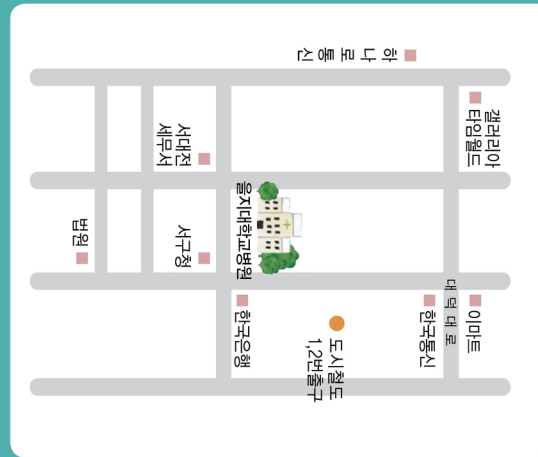 하나로통신
갤러리아
타임월드
서대전
세무서
을지대학교병원
법원
서구청
대덕대로
이마트
한국통신
한국은행
도시철도
1,2번출구